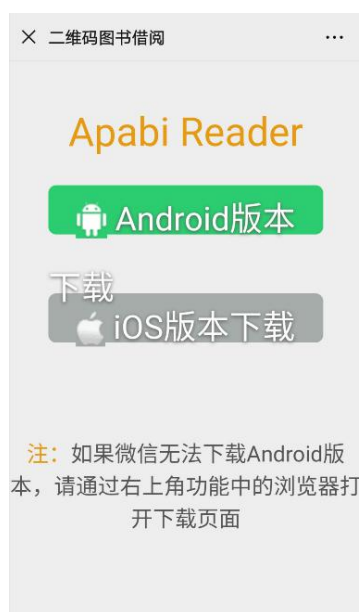 二维码图书借阅
Apabi Reader
Android版本
下载
iOS版本下载
注：如果微信无法下载Android版
本，请通过右上角功能中的浏览器打
开下载页面